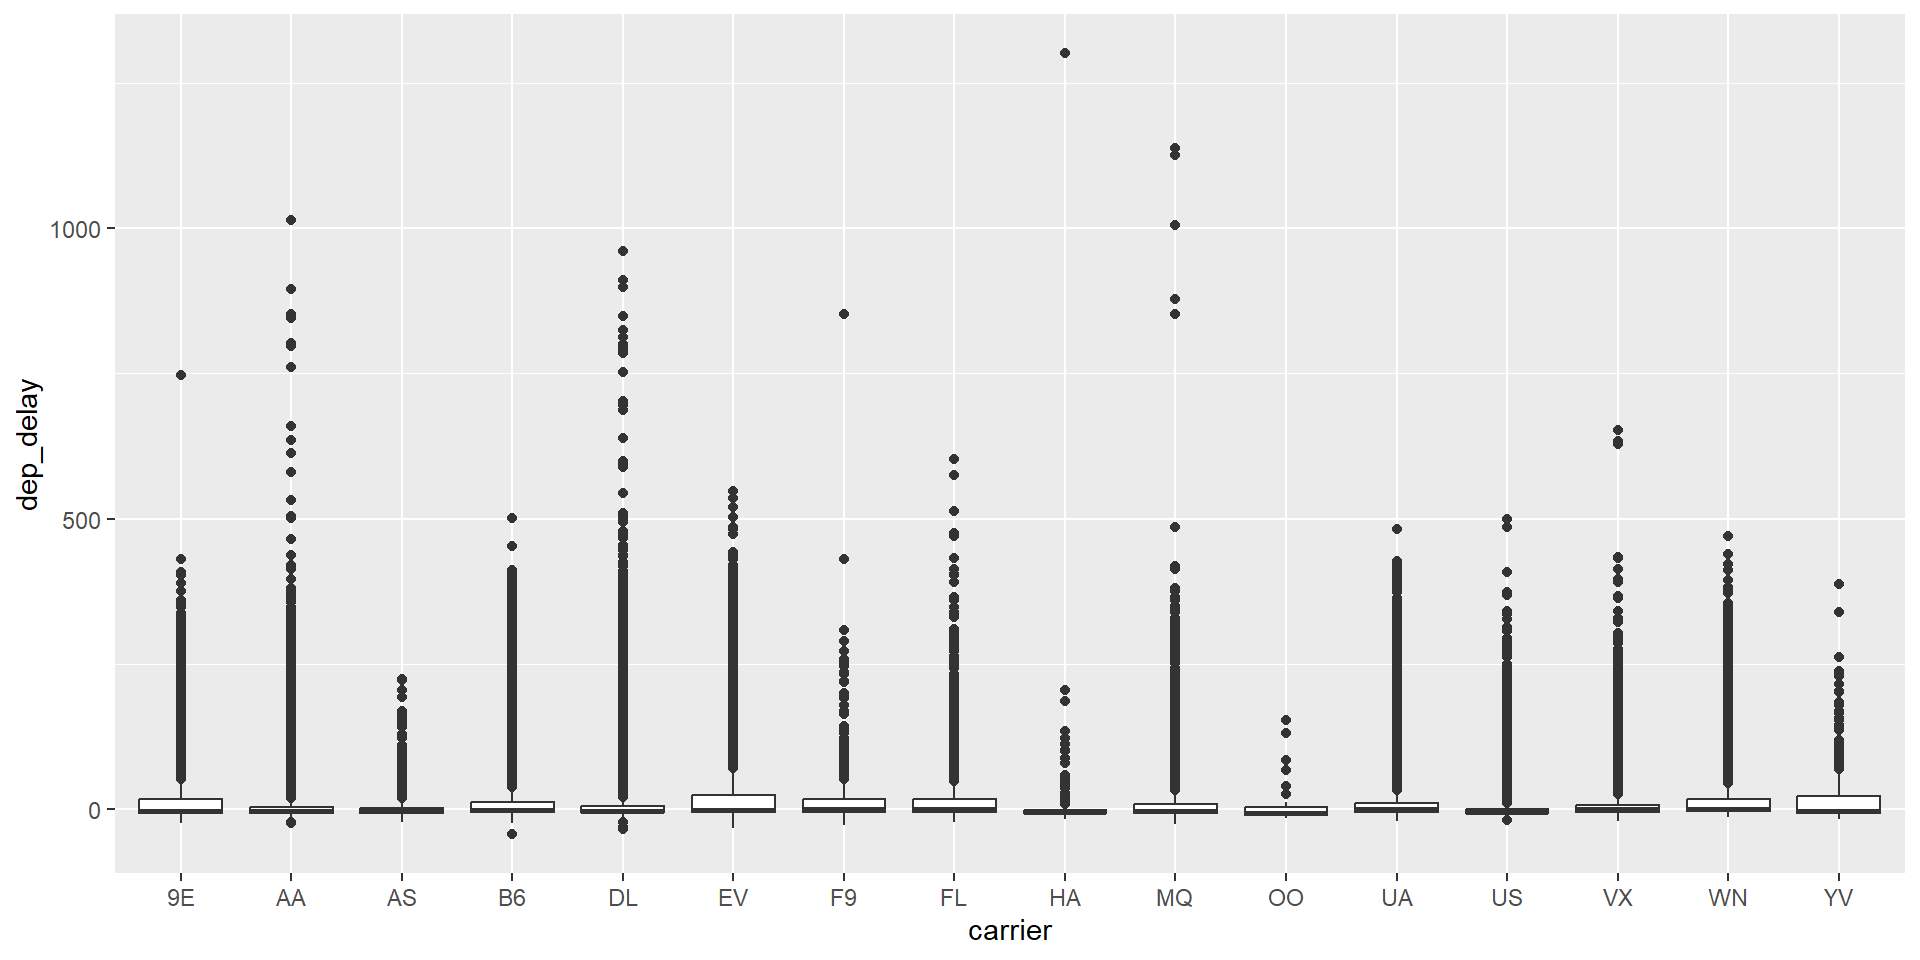 dep_delay
1000
500
0
9E AA AS B6 DL EV F9 FL HA MQ OO UA US VX WN YV
carrier